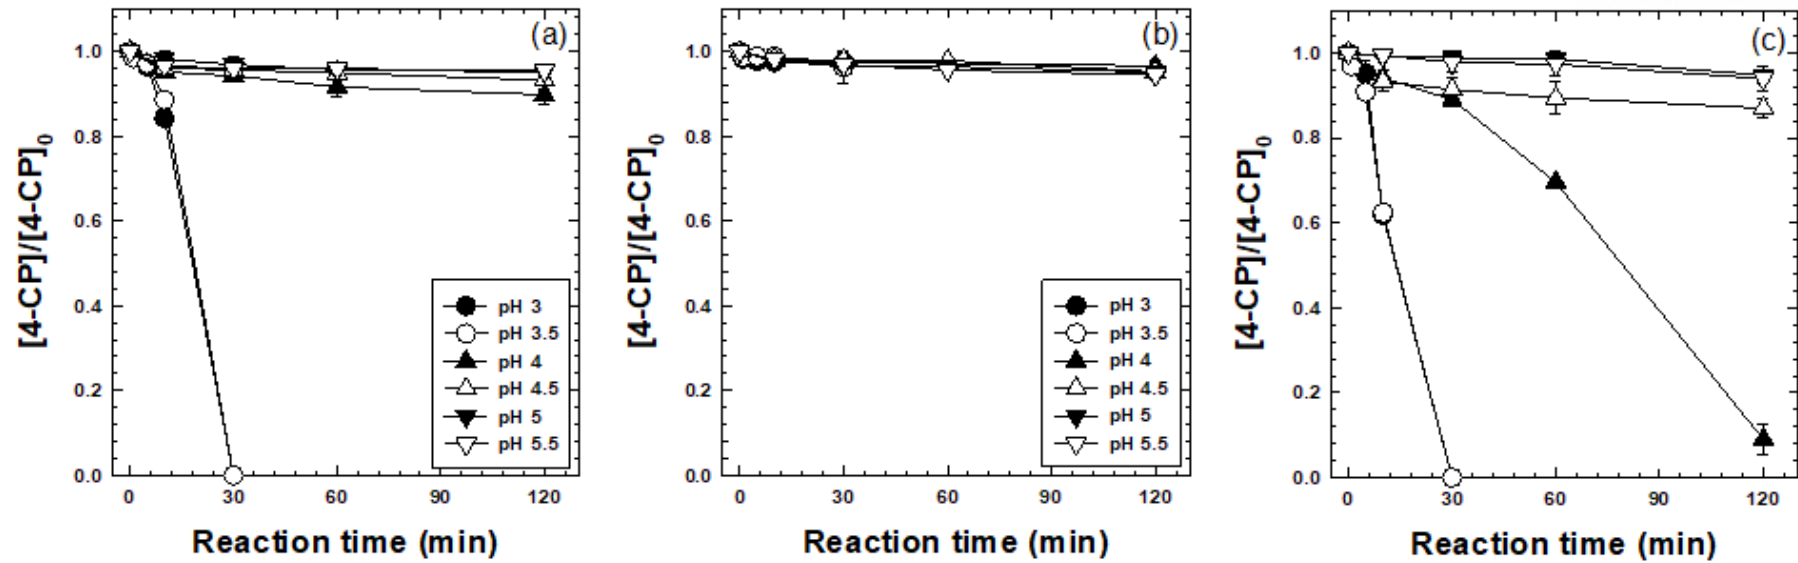 (a)
[4-CP]/[4-CP]0
1.0
0.8
0.6
0.4
0.2
0.0
pH 3
pH 3.5
pH 4
pH 4.5
pH 5
pH 5.5
0 30 60 90 120
Reaction time (min)
(b)
[4-CP]/[4-CP]0
1.0
0.8
0.6
0.4
0.2
0.0
pH 3
pH 3.5
pH 4
pH 4.5
pH 5
pH 5.5
0 30 60 90 120
Reaction time (min)
(c)
[4-CP]/[4-CP]0
1.0
0.8
0.6
0.4
0.2
0.0
0 30 60 90 120
Reaction time (min)